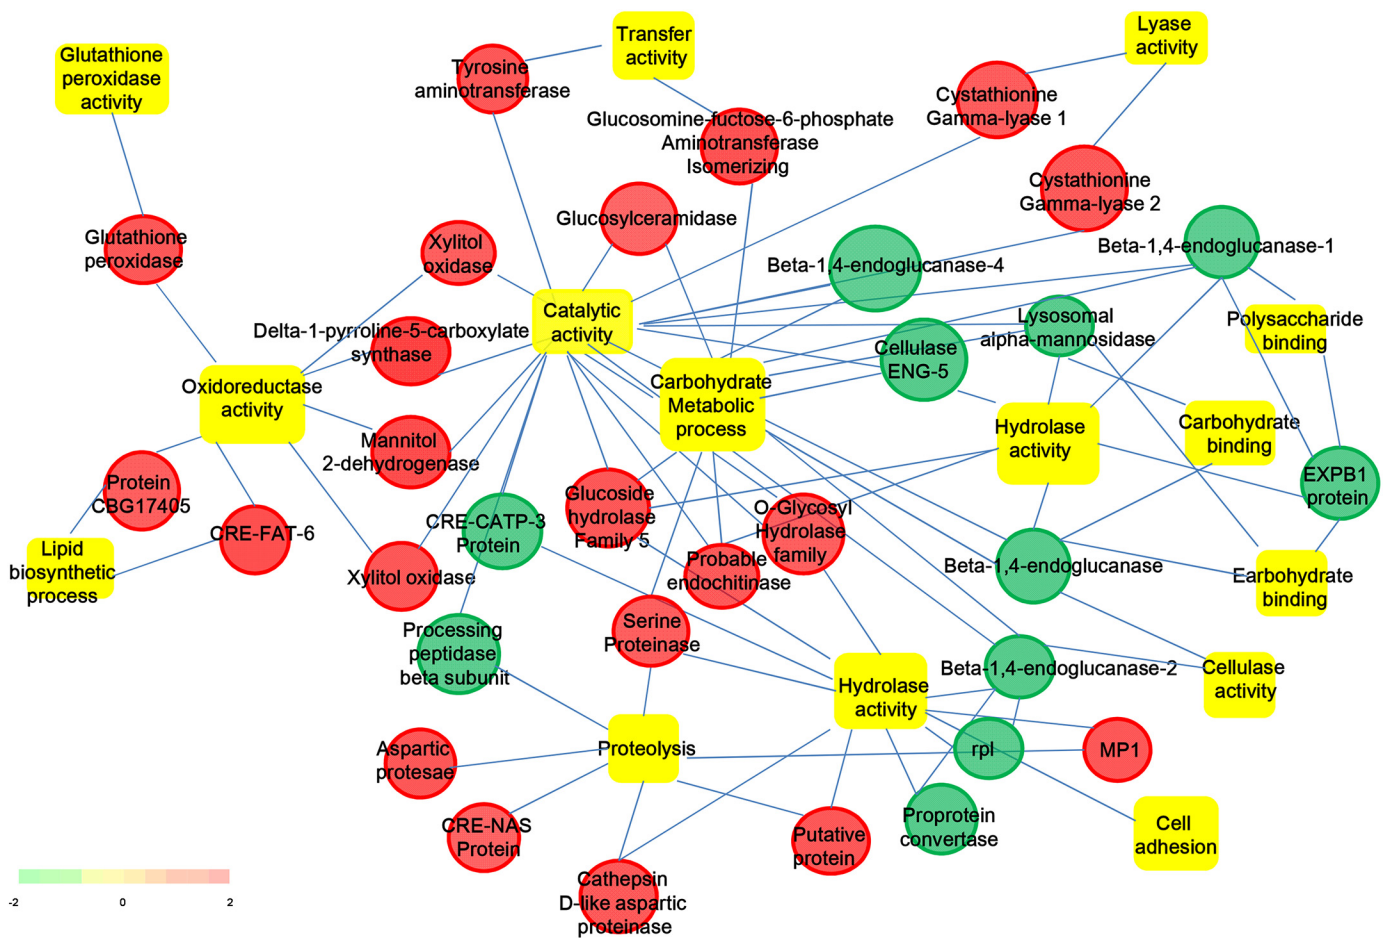 Glutathione
peroxidase
activity
Tyrosine
aminotransferase
Transfer
activity
Glucosomine-fuctose-6-phosphate
Aminotransferase
Isomerizing
Lyase
activity
Cystathionine
Gamma-lyase 1
Cystathionine
Gamma-lyase 2
Glutathione
peroxidase
Xylitol
oxidase
Glucosylceramidase
Beta-1,4-endoglucanase-4
Beta-1,4-endoglucanase-1
Delta-1-pyrroline-5-carboxylate
synthase
Catalytic
activity
Lysosomal
alpha-mannosidase
Polysaccharide
binding
Cellulase
ENG-5
Oxidoreductase
activity
Carbohydrate
Metabolic
process
Hydrolase
activity
Carbohydrate
binding
Mannitol
2-dehydrogenase
Protein
CBG17405
EXPB1
protein
CRE-FAT-6
Lipid
biosynthetic
process
Xylitol oxidase
CRE-CATP-3
Protein
Glucoside
hydrolase
Family 5
O-Glycosyl
Hydrolase
family
Probable
endochitinase
Beta-1,4-endoglucanase
Earbohydrate
binding
Processing
peptidase
beta subunit
Serine
Proteinase
Beta-1,4-endoglucanase-2
Cellulase
activity
Hydrolase
activity
Proteolysis
Aspartic
protesae
rpl
MP1
CRE-NAS
Protein
Putative
protein
Proprotein
convertase
Cell
adhesion
Cathepsin
D-like aspartic
proteinase
-2
0
2